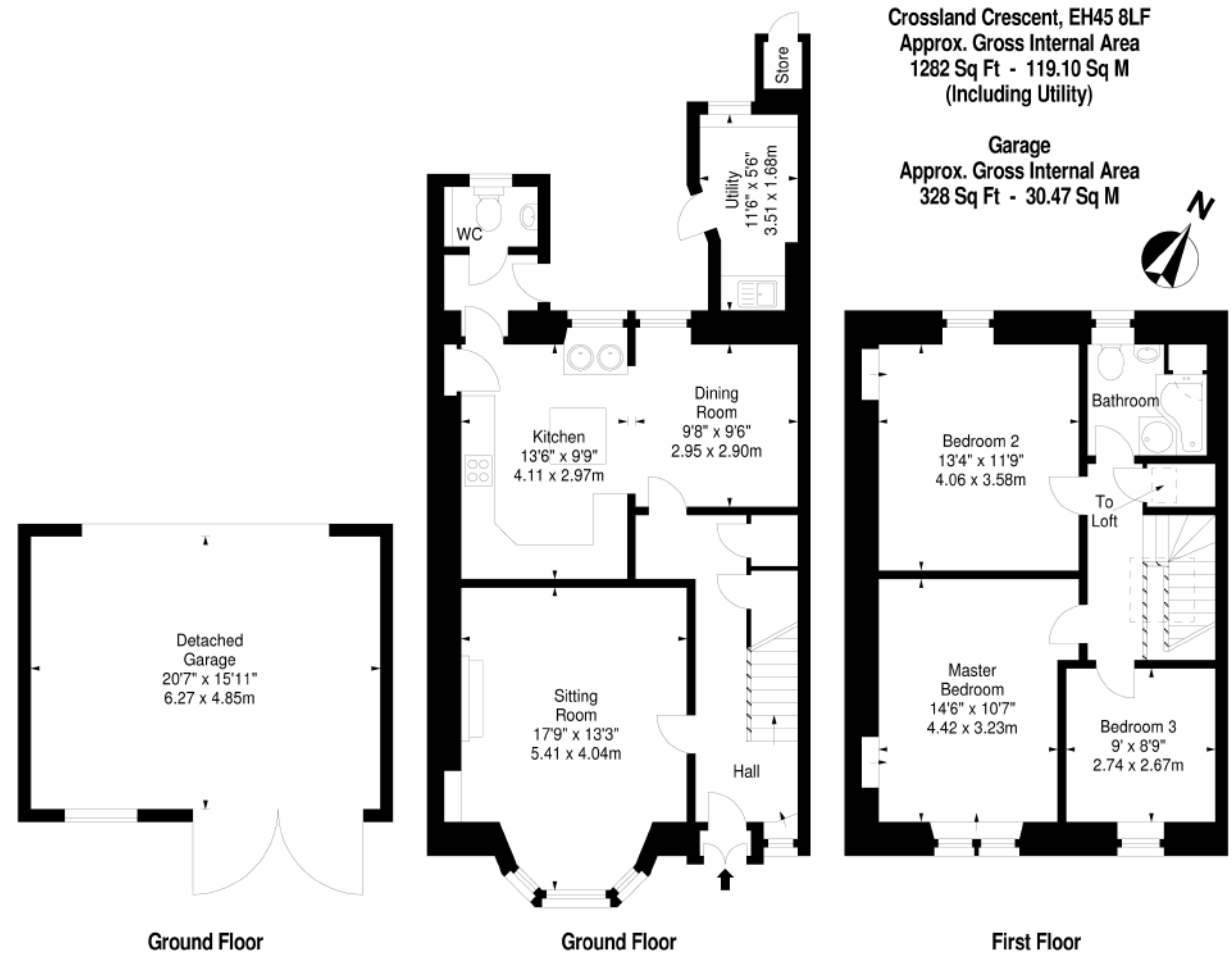 Crossland Crescent, EH45 8LF
Approx. Gross Internal Area
1282 Sq Ft - 119.10 Sq M
(Including Utility)
Garage
Approx. Gross Internal Area
328 Sq Ft - 30.47 Sq M
N
Store
Utility
11'6" x 5'6"
3.51 x 1.68m
WC
Kitchen
13'6" x 9'9"
4.11 x 2.97m
Dining
Room
9'8" x 9'6"
2.95 x 2.90m
Bedroom 2
13'4" x 11'9"
4.06 x 3.58m
Bathroom
To
Loft
Detached
Garage
20'7" x 15'11"
6.27 x 4.85m
Sitting
Room
17'9" x 13'3"
5.41 x 4.04m
Hall
Master
Bedroom
14'6" x 10'7"
4.42 x 3.23m
Bedroom 3
9' x 8'9"
2.74 x 2.67m
Ground Floor
Ground Floor
First Floor